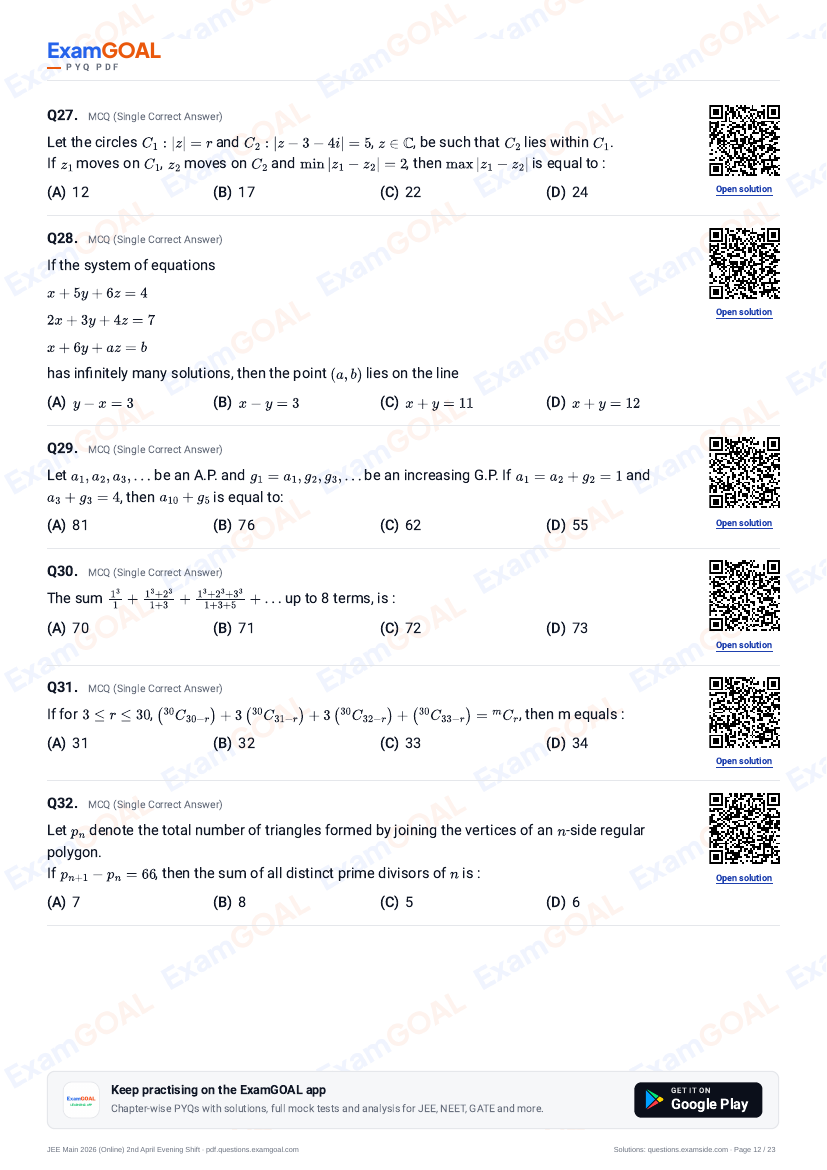 ExamGOAL
PYQ PDF
Q27. MCQ (Single Correct Answer)
Let the circles C₁ : |z| = r and C₂ : |z − 3 − 4i| = 5, z ∈ ℂ, be such that C₂ lies within C₁.
If z₁ moves on C₁, z₂ moves on C₂ and min |z₁ − z₂| = 2, then max |z₁ − z₂| is equal to :
(A) 12 (B) 17 (C) 22 (D) 24
Open solution
Q28. MCQ (Single Correct Answer)
If the system of equations
x + 5y + 6z = 4
2x + 3y + 4z = 7
x + 6y + az = b
has infinitely many solutions, then the point (a, b) lies on the line
(A) y − x = 3 (B) x − y = 3 (C) x + y = 11 (D) x + y = 12
Open solution
Q29. MCQ (Single Correct Answer)
Let a₁, a₂, a₃, . . . be an A.P. and g₁ = a₁, g₂, g₃, . . . be an increasing G.P. If a₁ = a₂ + g₂ = 1 and
a₃ + g₃ = 4, then a₁₀ + g₅ is equal to:
(A) 81 (B) 76 (C) 62 (D) 55
Open solution
Q30. MCQ (Single Correct Answer)
The sum 1³/1 + (1³+2³)/(1+3) + (1³+2³+3³)/(1+3+5) + . . . up to 8 terms, is :
(A) 70 (B) 71 (C) 72 (D) 73
Open solution
Q31. MCQ (Single Correct Answer)
If for 3 ≤ r ≤ 30, (³⁰C₃₀₋ᵣ) + 3 (³⁰C₃₁₋ᵣ) + 3 (³⁰C₃₂₋ᵣ) + (³⁰C₃₃₋ᵣ) = ᵐCᵣ, then m equals :
(A) 31 (B) 32 (C) 33 (D) 34
Open solution
Q32. MCQ (Single Correct Answer)
Let pₙ denote the total number of triangles formed by joining the vertices of an n-side regular
polygon.
If pₙ₊₁ − pₙ = 66, then the sum of all distinct prime divisors of n is :
(A) 7 (B) 8 (C) 5 (D) 6
Open solution
Keep practising on the ExamGOAL app
Chapter-wise PYQs with solutions, full mock tests and analysis for JEE, NEET, GATE and more.
ExamGOAL
GET IT ON
Google Play
JEE Main 2026 (Online) 2nd April Evening Shift · pdf.questions.examgoal.com
Solutions: questions.examside.com · Page 12 / 23